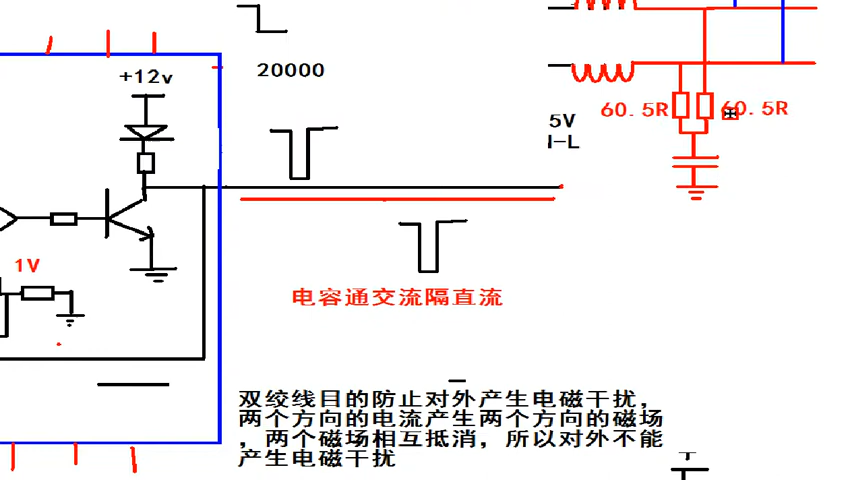 +12v
20000
60.5R
60.5R
5V
1V
电容通交流隔直流
双绞线目的防止对外产生电磁干扰，
两个方向的电流产生两个方向的磁场
，两个磁场相互抵消，所以对外不能
产生电磁干扰